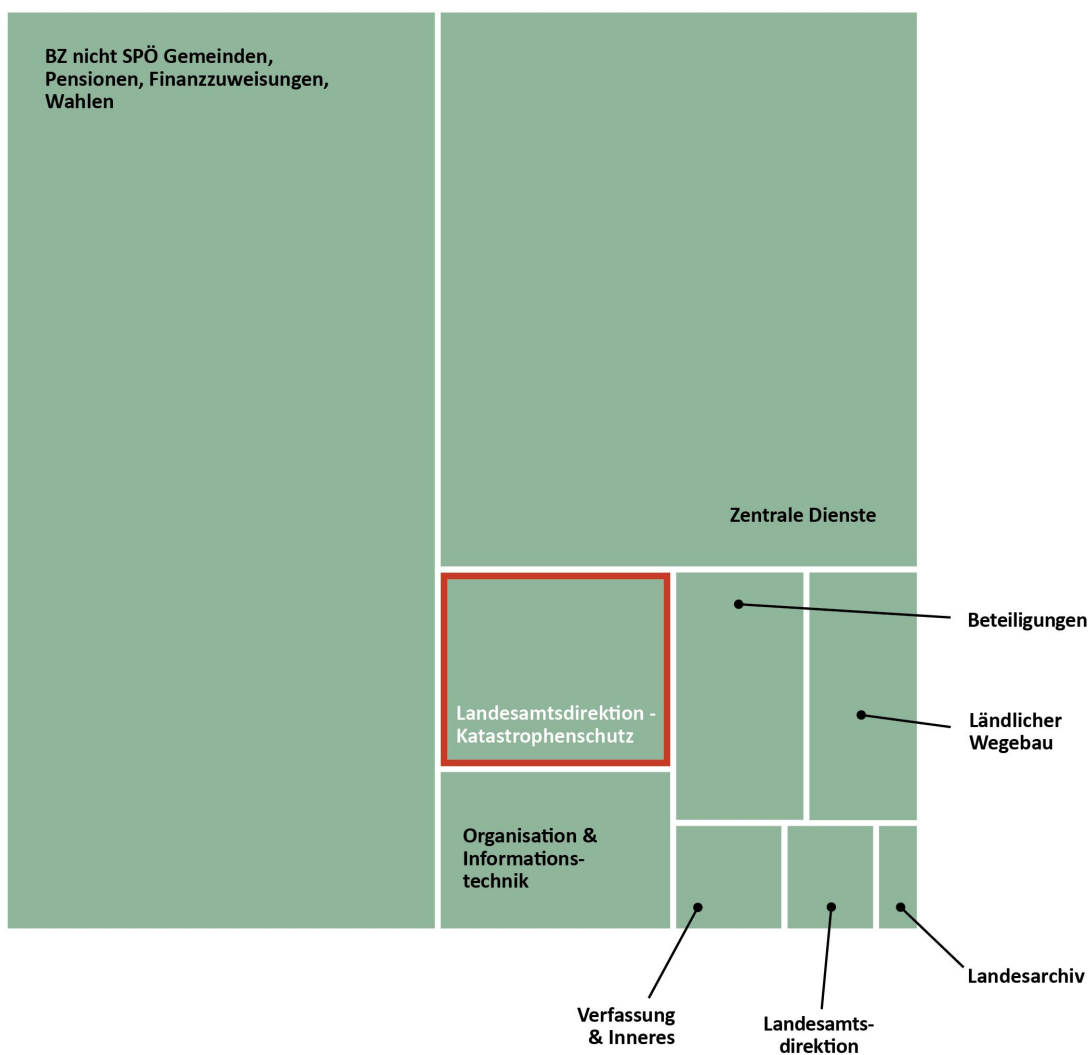 BZ nicht SPÖ Gemeinden,
Pensionen, Finanzzuweisungen,
Wahlen
Zentrale Dienste
Beteiligungen
Landesamtsdirektion -
Katastrophenschutz
Ländlicher
Wegebau
Organisation &
Informations-
technik
Landesarchiv
Verfassung
& Inneres
Landesamts-
direktion